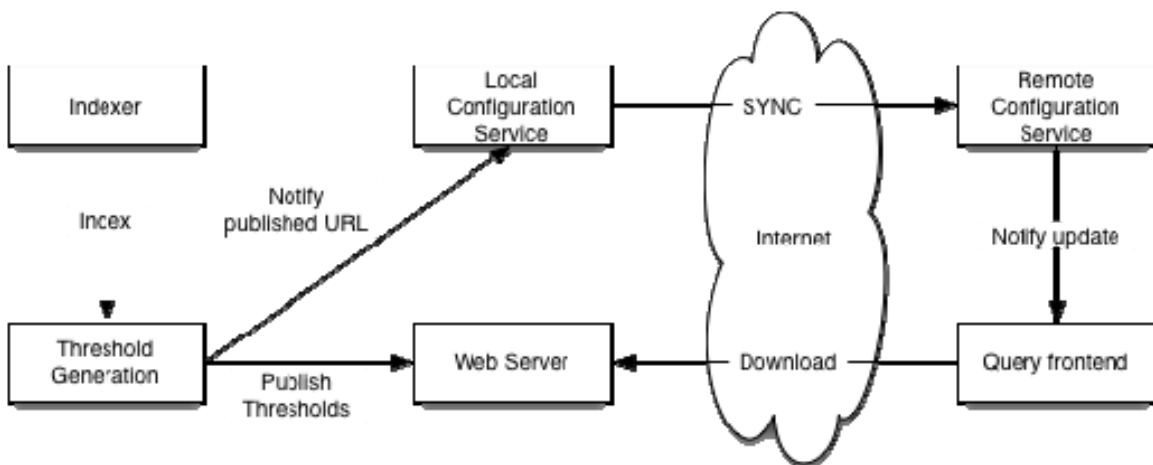 Indexer
Local
Configuration
Service
SYNC
Remote
Configuration
Service
Notify
published URL
Incex
Internet
Notify update
Threshold
Generation
Publish
Thresholds
Web Server
Download
Query frontend